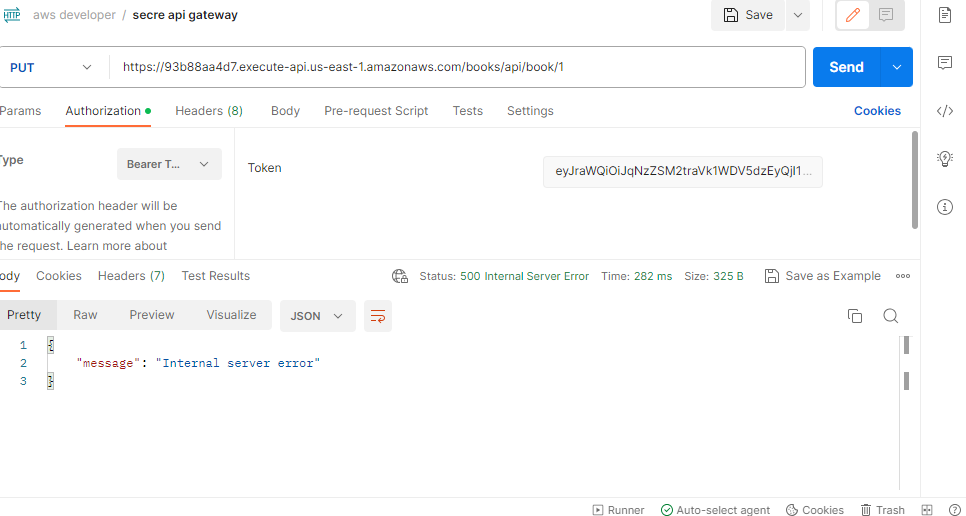 HTTP aws developer / secre api gateway Save
PUT https://93b88aa4d7.execute-api.us-east-1.amazonaws.com/books/api/book/1 Send
Params Authorization Headers (8) Body Pre-request Script Tests Settings Cookies
Type Bearer T... Token eyJraWQiOiJqNzZSM2traVk1WDV5dzEyQjI1...
The authorization header will be
automatically generated when you send
the request. Learn more about
ody Cookies Headers (7) Test Results Status: 500 Internal Server Error Time: 282 ms Size: 325 B Save as Example
Pretty Raw Preview Visualize JSON
1 {
2 "message": "Internal server error"
3 }
Runner Auto-select agent Cookies Trash